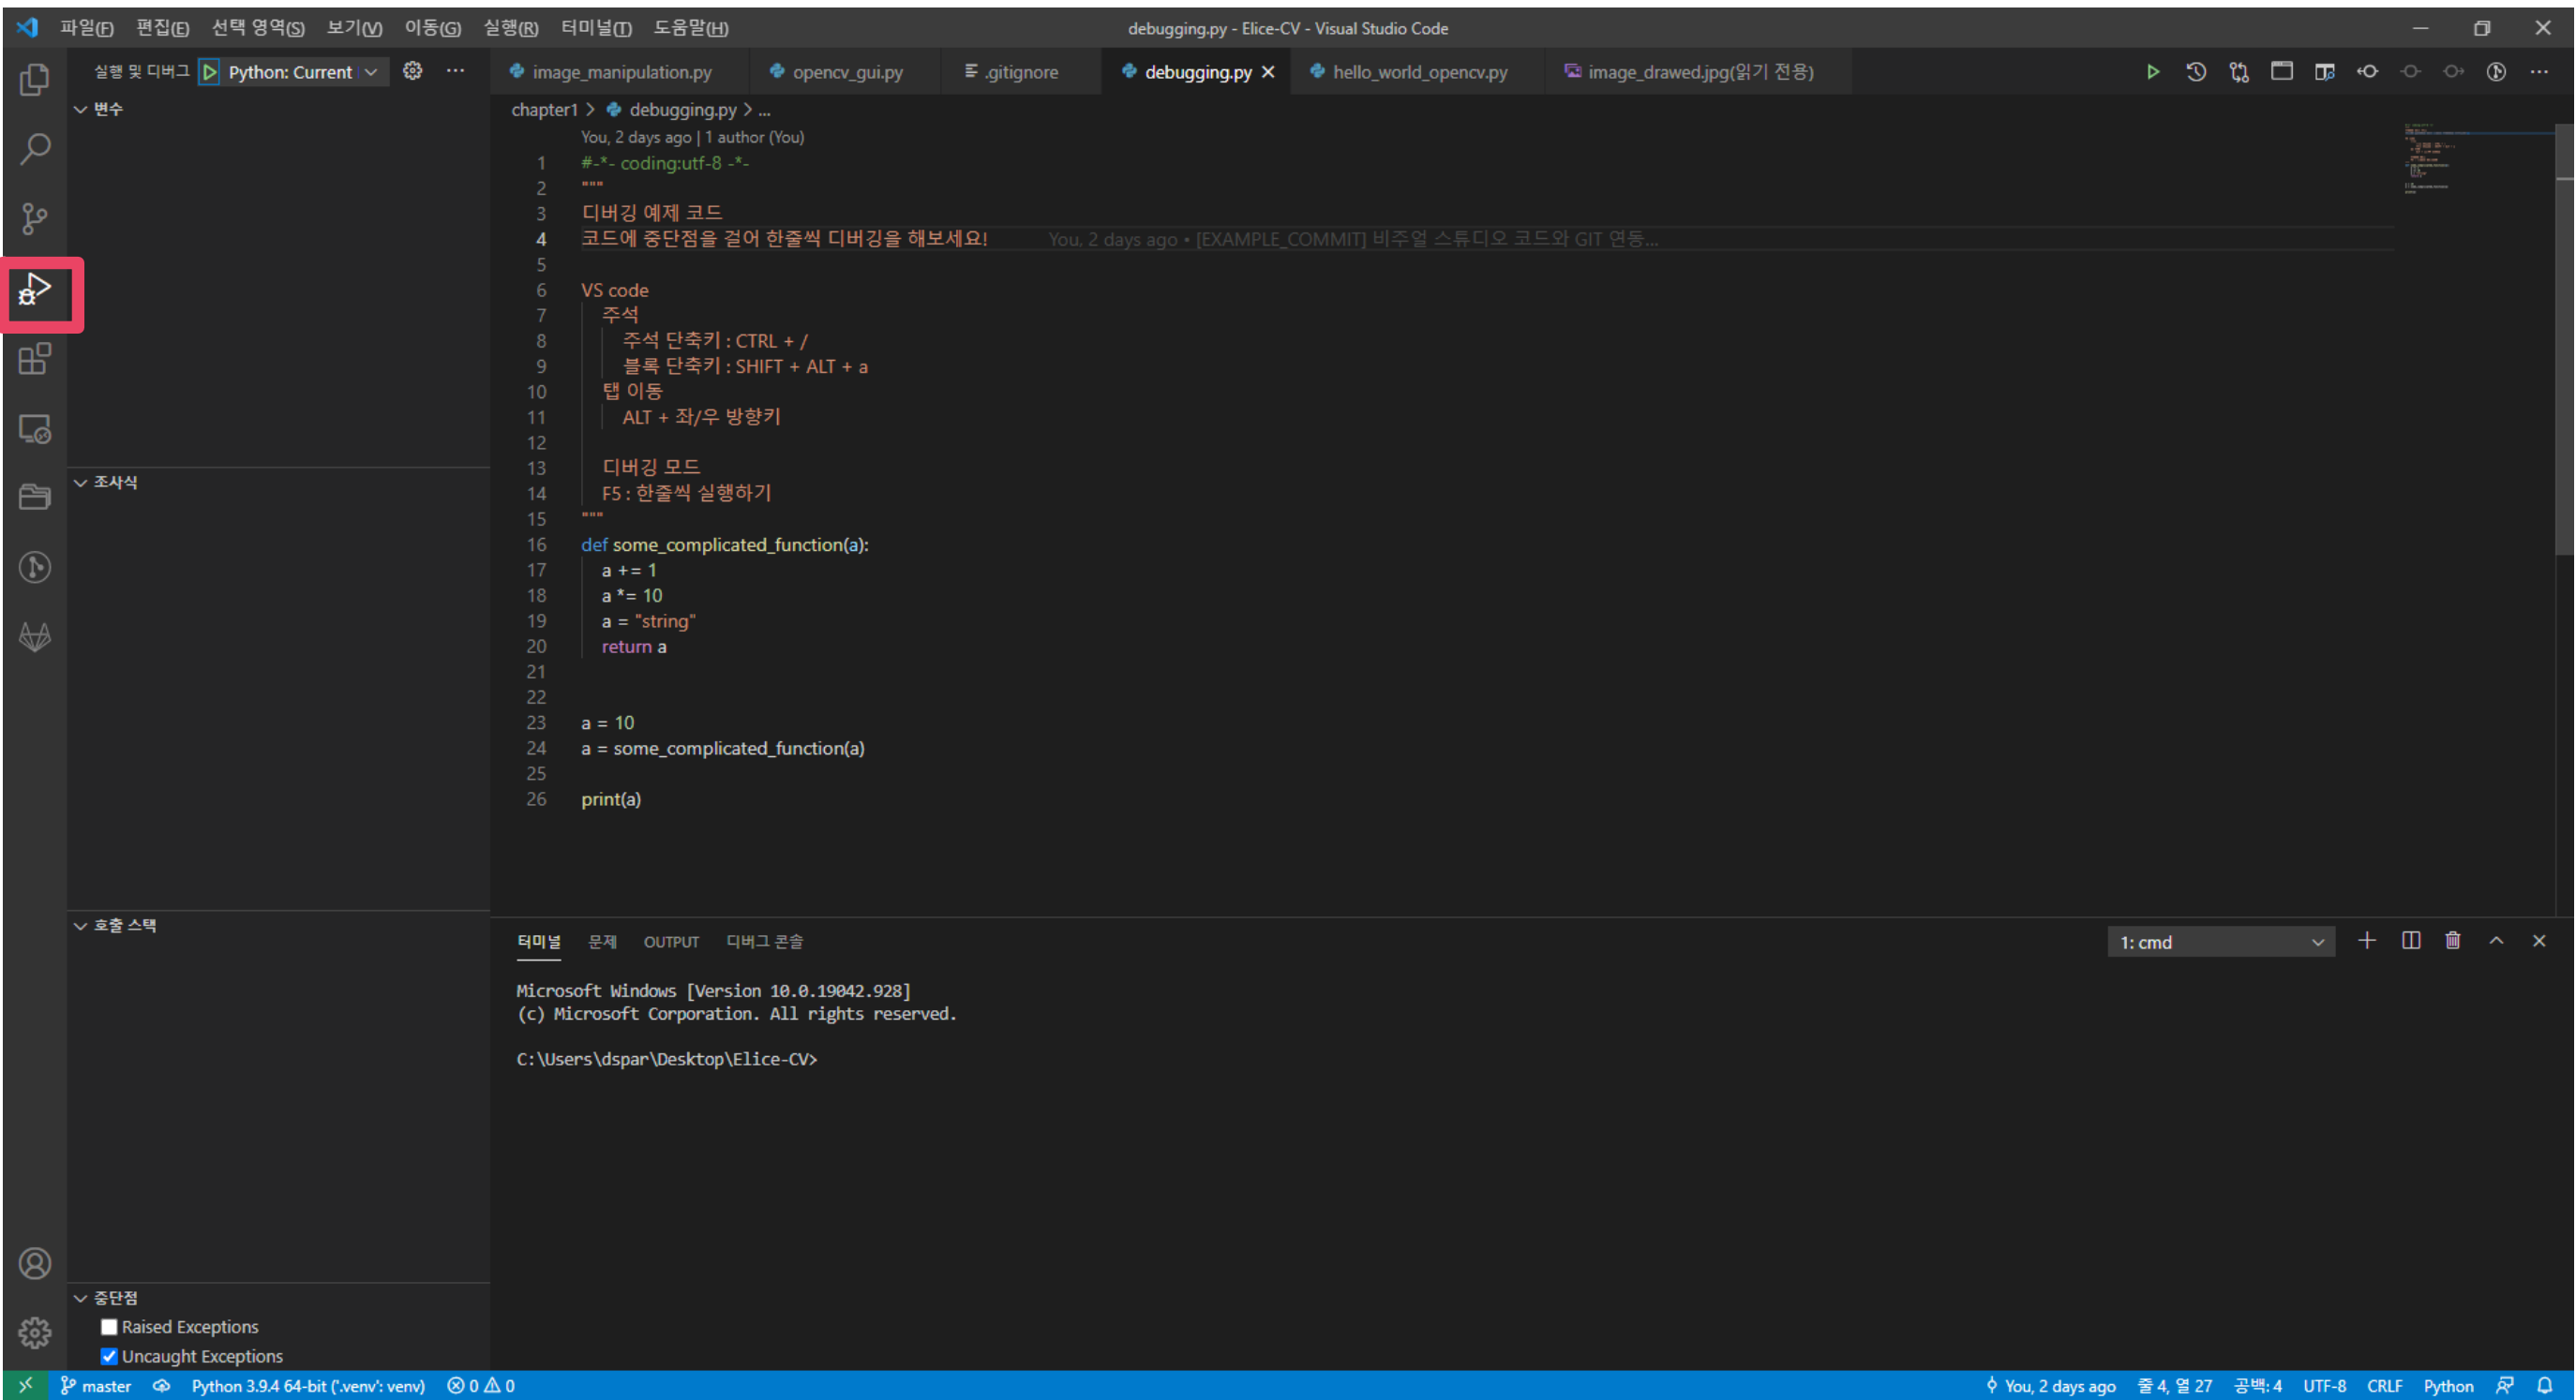 파일(F) 편집(E) 선택 영역(S) 보기(V) 이동(G) 실행(R) 터미널(T) 도움말(H) debugging.py - Elice-CV - Visual Studio Code
실행 및 디버그 Python: Current
image_manipulation.py opencv_gui.py .gitignore debugging.py hello_world_opencv.py image_drawed.jpg(읽기 전용)
변수
chapter1 > debugging.py > ...
You, 2 days ago | 1 author (You)
1 #-*- coding:utf-8 -*-
2 """
3 디버깅 예제 코드
4 코드에 중단점을 걸어 한줄씩 디버깅을 해보세요! You, 2 days ago • [EXAMPLE_COMMIT] 비주얼 스튜디오 코드와 GIT 연동...
5
6 VS code
7 주석
8 주석 단축키 : CTRL + /
9 블록 단축키 : SHIFT + ALT + a
10 탭 이동
11 ALT + 좌/우 방향키
12
13 디버깅 모드
14 F5 : 한줄씩 실행하기
15 """
16 def some_complicated_function(a):
17 a += 1
18 a *= 10
19 a = "string"
20 return a
21
22
23 a = 10
24 a = some_complicated_function(a)
25
26 print(a)
조사식
호출 스택
터미널 문제 OUTPUT 디버그 콘솔 1: cmd
Microsoft Windows [Version 10.0.19042.928]
(c) Microsoft Corporation. All rights reserved.
C:\Users\dspar\Desktop\Elice-CV>
중단점
Raised Exceptions
Uncaught Exceptions
master Python 3.9.4 64-bit ('.venv': venv) 0 0 You, 2 days ago 줄 4, 열 27 공백: 4 UTF-8 CRLF Python